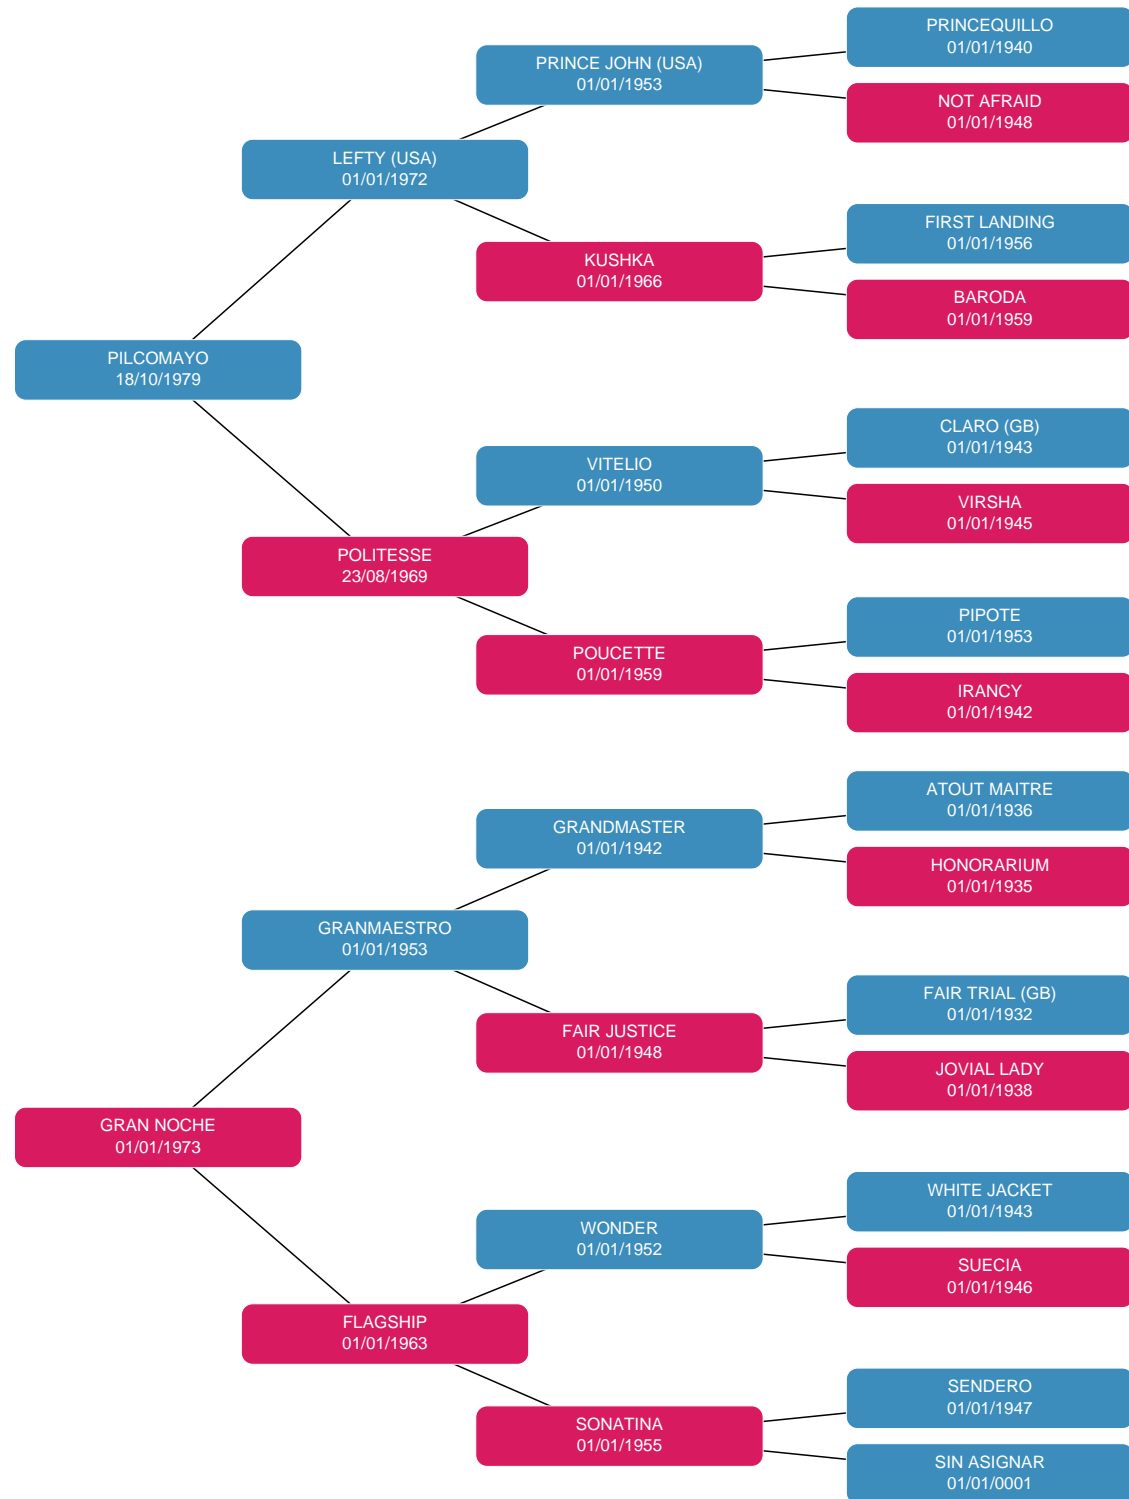 PRINCEQUILLO
01/01/1940
PRINCE JOHN (USA)
01/01/1953
NOT AFRAID
01/01/1948
LEFTY (USA)
01/01/1972
FIRST LANDING
01/01/1956
KUSHKA
01/01/1966
BARODA
01/01/1959
PILCOMAYO
18/10/1979
CLARO (GB)
01/01/1943
VITELIO
01/01/1950
VIRSHA
01/01/1945
POLITESSE
23/08/1969
PIPOTE
01/01/1953
POUCETTE
01/01/1959
IRANCY
01/01/1942
ATOUT MAITRE
01/01/1936
GRANDMASTER
01/01/1942
HONORARIUM
01/01/1935
GRANMAESTRO
01/01/1953
FAIR TRIAL (GB)
01/01/1932
FAIR JUSTICE
01/01/1948
JOVIAL LADY
01/01/1938
GRAN NOCHE
01/01/1973
WHITE JACKET
01/01/1943
WONDER
01/01/1952
SUECIA
01/01/1946
FLAGSHIP
01/01/1963
SENDERO
01/01/1947
SONATINA
01/01/1955
SIN ASIGNAR
01/01/0001